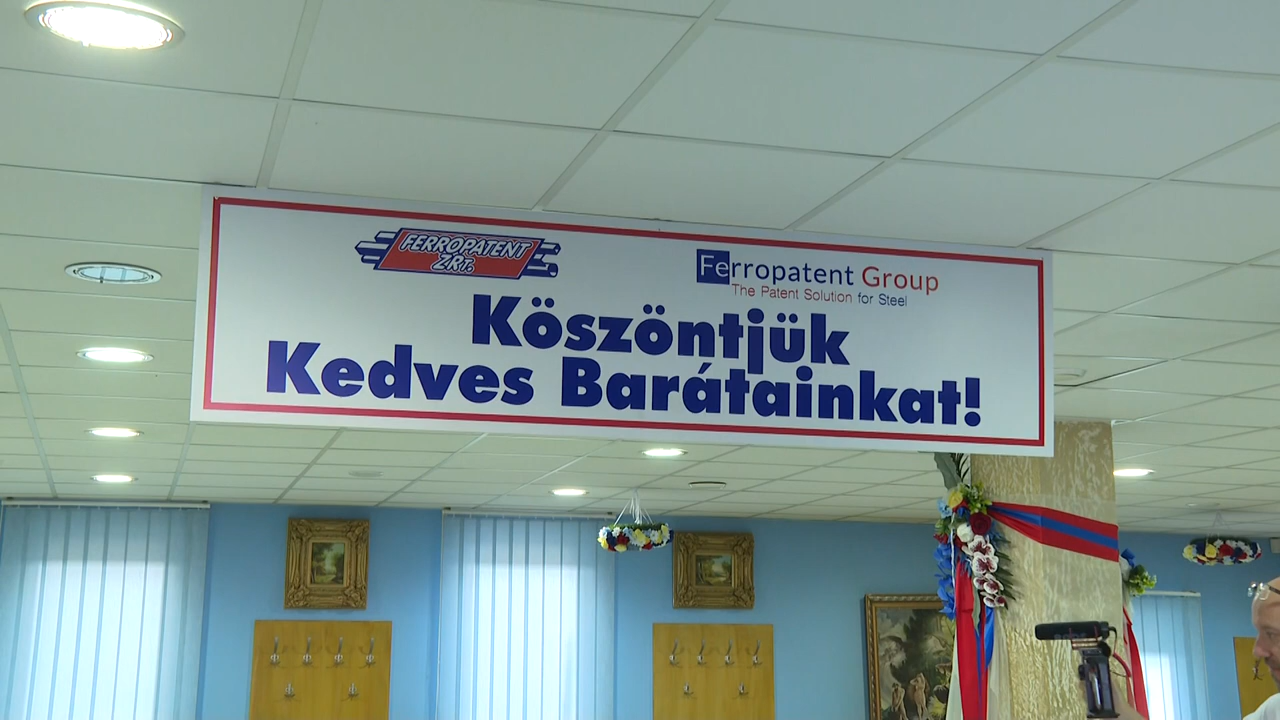 FERROPATENT
ZRT.
Ferropatent Group
The Patent Solution for Steel
Köszöntjük
Kedves Barátainkat!